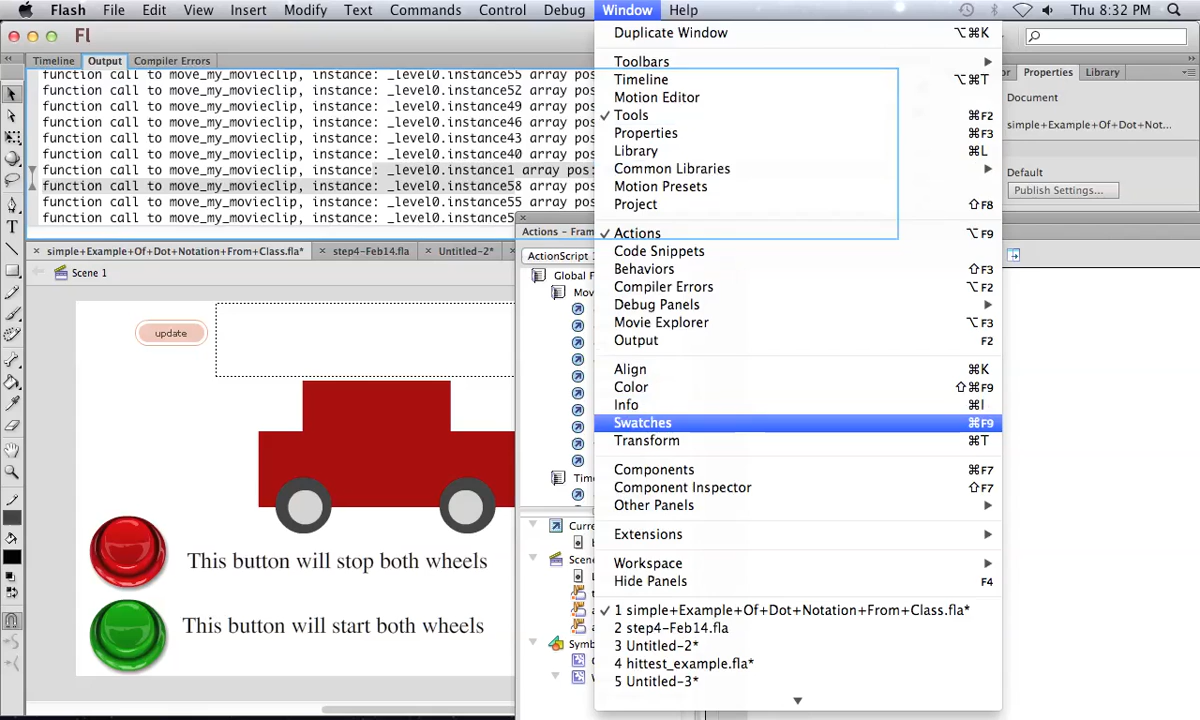 Flash File Edit View Insert Modify Text Commands Control Debug Window Help Thu 8:32 PM
Fl
Timeline Output Compiler Errors
function call to move_my_movieclip, instance: _level0.instance55 array pos
function call to move_my_movieclip, instance: _level0.instance52 array pos
function call to move_my_movieclip, instance: _level0.instance49 array pos
function call to move_my_movieclip, instance: _level0.instance46 array pos
function call to move_my_movieclip, instance: _level0.instance43 array pos
function call to move_my_movieclip, instance: _level0.instance40 array pos
function call to move_my_movieclip, instance: _level0.instance1 array pos:
function call to move_my_movieclip, instance: _level0.instance58 array pos
function call to move_my_movieclip, instance: _level0.instance55 array pos
function call to move_my_movieclip, instance: _level0.instance5
simple+Example+Of+Dot+Notation+From+Class.fla* step4-Feb14.fla Untitled-2*
Scene 1
update
This button will stop both wheels
This button will start both wheels
Actions - Fram
ActionScript 1
Global F
Mov
Time
Curre
Scene
Symb
Duplicate Window ⌥⌘K
Toolbars
Timeline ⌥⌘T
Motion Editor
✓ Tools ⌘F2
Properties ⌘F3
Library ⌘L
Common Libraries
Motion Presets
Project ⇧F8
✓ Actions ⌥F9
Code Snippets
Behaviors ⇧F3
Compiler Errors ⌥F2
Debug Panels
Movie Explorer ⌥F3
Output F2
Align ⌘K
Color ⇧⌘F9
Info ⌘I
Swatches ⌘F9
Transform ⌘T
Components ⌘F7
Component Inspector ⇧F7
Other Panels
Extensions
Workspace
Hide Panels F4
✓ 1 simple+Example+Of+Dot+Notation+From+Class.fla*
2 step4-Feb14.fla
3 Untitled-2*
4 hittest_example.fla*
5 Untitled-3*
or Properties Library
Document
simple+Example+Of+Dot+Not...
Default
Publish Settings...